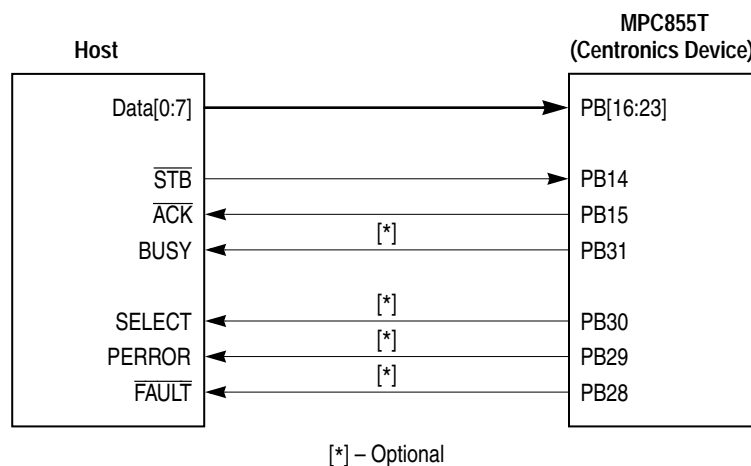 Host
MPC855T
(Centronics Device)
Data[0:7] PB[16:23]
STB PB14
ACK PB15
BUSY [*] PB31
SELECT [*] PB30
PERROR [*] PB29
FAULT [*] PB28
[*] – Optional